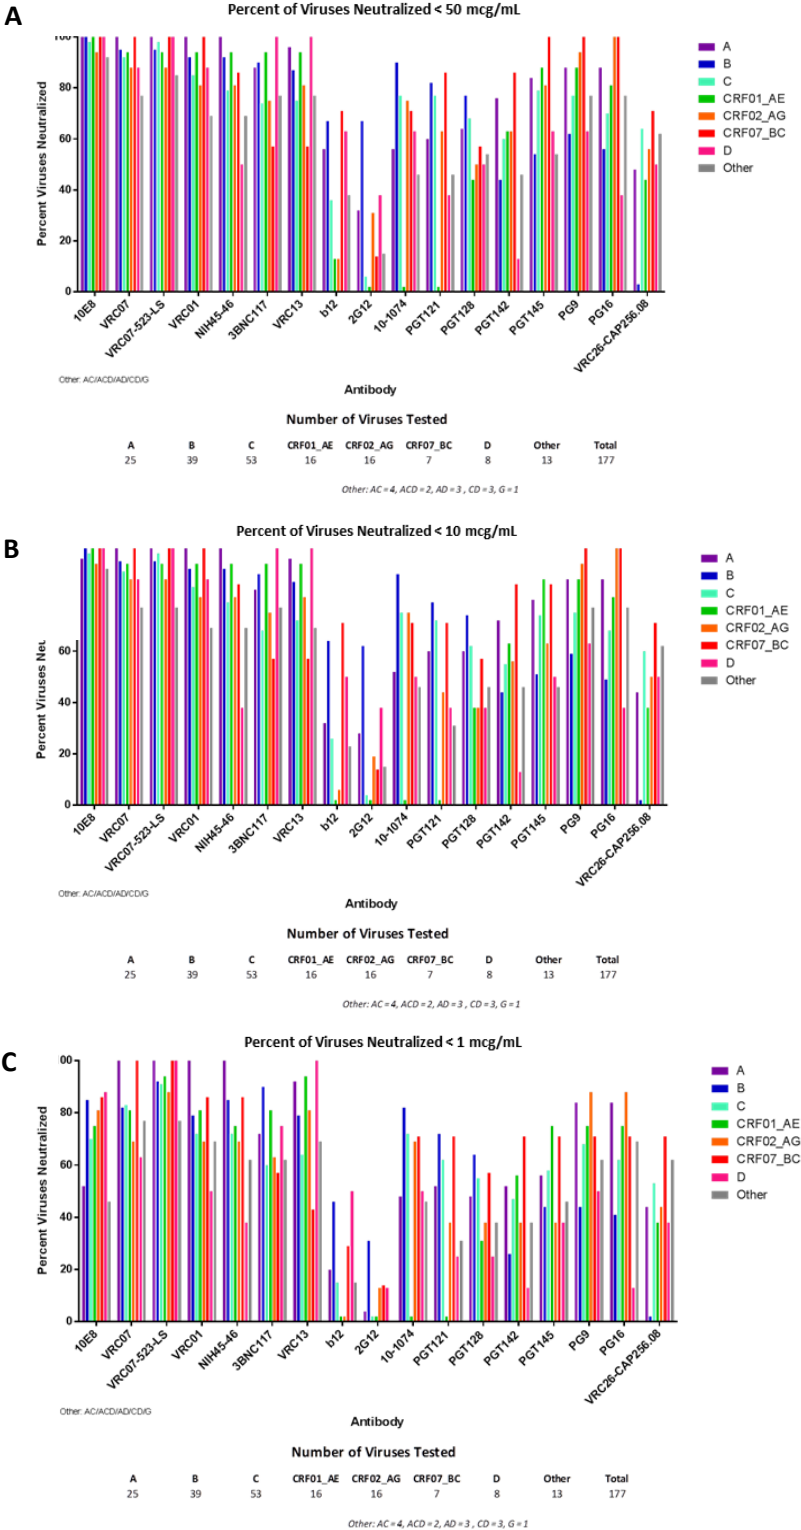 A
Percent of Viruses Neutralized < 50 mcg/mL
Percent Viruses Neutralized
100
80
60
40
20
0
A
B
C
CRF01_AE
CRF02_AG
CRF07_BC
D
Other
10E8 VRC07 VRC07-523-LS VRC01 NIH45-46 3BNC117 VRC13 b12 2G12 10-1074 PGT121 PGT128 PGT142 PGT145 PG9 PG16 VRC26-CAP256.08
Other: AC/ACD/AD/CD/G
Antibody
Number of Viruses Tested
A B C CRF01_AE CRF02_AG CRF07_BC D Other Total
25 39 53 16 16 7 8 13 177
Other: AC = 4, ACD = 2, AD = 3 , CD = 3, G = 1
B
Percent of Viruses Neutralized < 10 mcg/mL
Percent Viruses Neu
60
40
20
0
A
B
C
CRF01_AE
CRF02_AG
CRF07_BC
D
Other
10E8 VRC07 VRC07-523-LS VRC01 NIH45-46 3BNC117 VRC13 b12 2G12 10-1074 PGT121 PGT128 PGT142 PGT145 PG9 PG16 VRC26-CAP256.08
Other: AC/ACD/AD/CD/G
Antibody
Number of Viruses Tested
A B C CRF01_AE CRF02_AG CRF07_BC D Other Total
25 39 53 16 16 7 8 13 177
Other: AC = 4, ACD = 2, AD = 3 , CD = 3, G = 1
C
Percent of Viruses Neutralized < 1 mcg/mL
Percent Viruses Neutralized
00
80
60
40
20
0
A
B
C
CRF01_AE
CRF02_AG
CRF07_BC
D
Other
10E8 VRC07 VRC07-523-LS VRC01 NIH45-46 3BNC117 VRC13 b12 2G12 10-1074 PGT121 PGT128 PGT142 PGT145 PG9 PG16 VRC26-CAP256.08
Other: AC/ACD/AD/CD/G
Antibody
Number of Viruses Tested
A B C CRF01_AE CRF02_AG CRF07_BC D Other Total
25 39 53 16 16 7 8 13 177
Other: AC = 4, ACD = 2, AD = 3 , CD = 3, G = 1